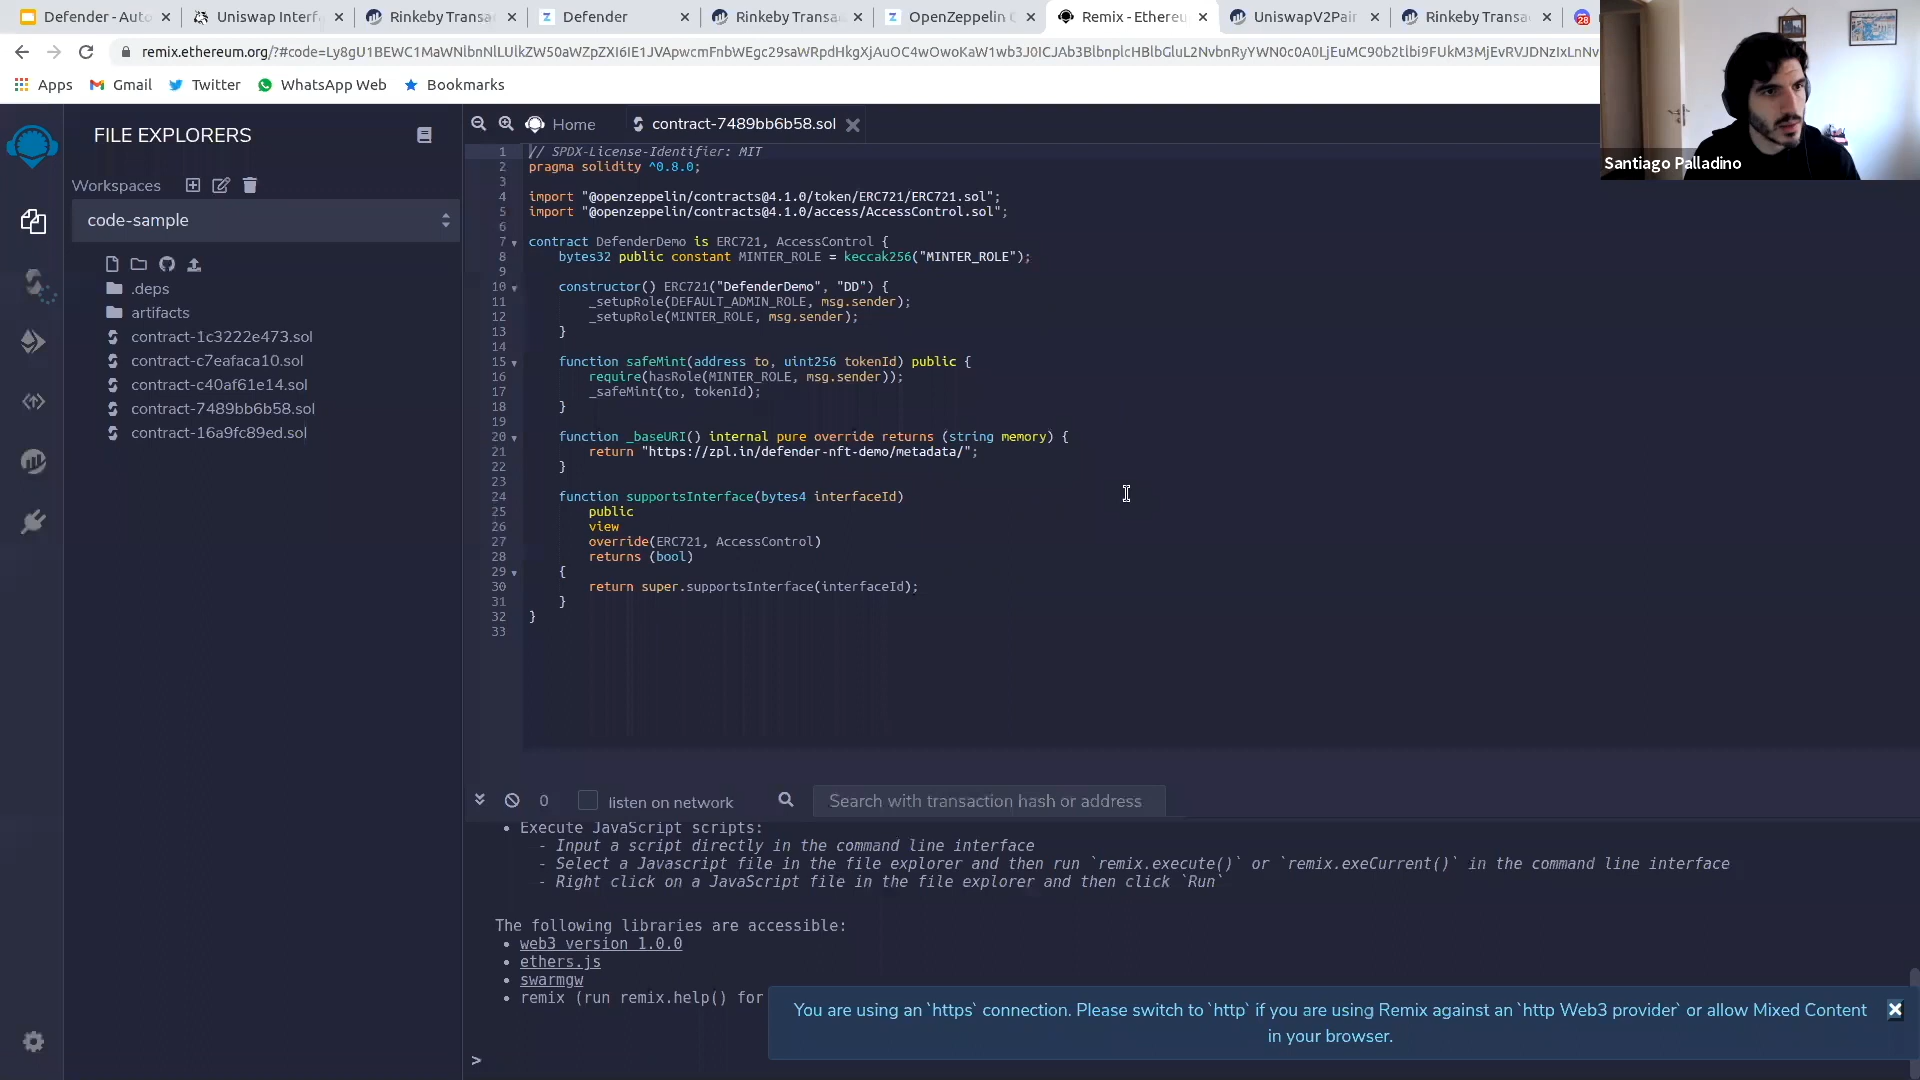 Defender - Auto
Uniswap Interf
Rinkeby Transa
Defender
Rinkeby Transa
OpenZeppelin C
Remix - Ethereu
UniswapV2Pair
Rinkeby Transa
28
remix.ethereum.org/?#code=Ly8gU1BEWC1MaWNlbnNlLUlkZW50aWZpZXI6IE1JVApwcmFnbWEgc29saWRpdHkgXjAuOC4wOwoKaW1wb3J0ICJAb3BlbnplcHBlbGluL2NvbnRyYWN0c0A0LjEuMC90b2tlbi9FUkM3MjEvRVJDNzIxLnNv
Apps
Gmail
Twitter
WhatsApp Web
Bookmarks
Santiago Palladino
FILE EXPLORERS
Workspaces
code-sample
.deps
artifacts
contract-1c3222e473.sol
contract-c7eafaca10.sol
contract-c40af61e14.sol
contract-7489bb6b58.sol
contract-16a9fc89ed.sol
Home
contract-7489bb6b58.sol
1 // SPDX-License-Identifier: MIT
2 pragma solidity ^0.8.0;
3
4 import "@openzeppelin/contracts@4.1.0/token/ERC721/ERC721.sol";
5 import "@openzeppelin/contracts@4.1.0/access/AccessControl.sol";
6
7 contract DefenderDemo is ERC721, AccessControl {
8 bytes32 public constant MINTER_ROLE = keccak256("MINTER_ROLE");
9
10 constructor() ERC721("DefenderDemo", "DD") {
11 _setupRole(DEFAULT_ADMIN_ROLE, msg.sender);
12 _setupRole(MINTER_ROLE, msg.sender);
13 }
14
15 function safeMint(address to, uint256 tokenId) public {
16 require(hasRole(MINTER_ROLE, msg.sender));
17 _safeMint(to, tokenId);
18 }
19
20 function _baseURI() internal pure override returns (string memory) {
21 return "https://zpl.in/defender-nft-demo/metadata/";
22 }
23
24 function supportsInterface(bytes4 interfaceId)
25 public
26 view
27 override(ERC721, AccessControl)
28 returns (bool)
29 {
30 return super.supportsInterface(interfaceId);
31 }
32 }
33
0
listen on network
Search with transaction hash or address
• Execute JavaScript scripts:
- Input a script directly in the command line interface
- Select a Javascript file in the file explorer and then run `remix.execute()` or `remix.exeCurrent()` in the command line interface
- Right click on a JavaScript file in the file explorer and then click `Run`
The following libraries are accessible:
• web3 version 1.0.0
• ethers.js
• swarmgw
• remix (run remix.help() for
>
You are using an `https` connection. Please switch to `http` if you are using Remix against an `http Web3 provider` or allow Mixed Content
in your browser.